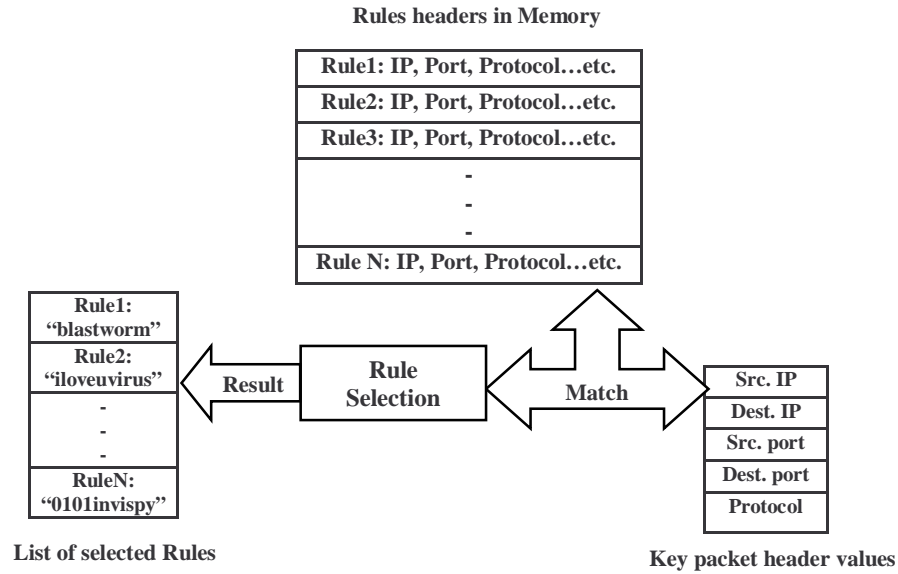 Rules headers in Memory
Rule1: IP, Port, Protocol…etc.
Rule2: IP, Port, Protocol…etc.
Rule3: IP, Port, Protocol…etc.
-
-
-
Rule N: IP, Port, Protocol…etc.
Rule1:
“blastworm”
Rule2:
“iloveuvirus”
-
-
-
RuleN:
“0101invispy”
List of selected Rules
Result
Rule
Selection
Match
Src. IP
Dest. IP
Src. port
Dest. port
Protocol
Key packet header values